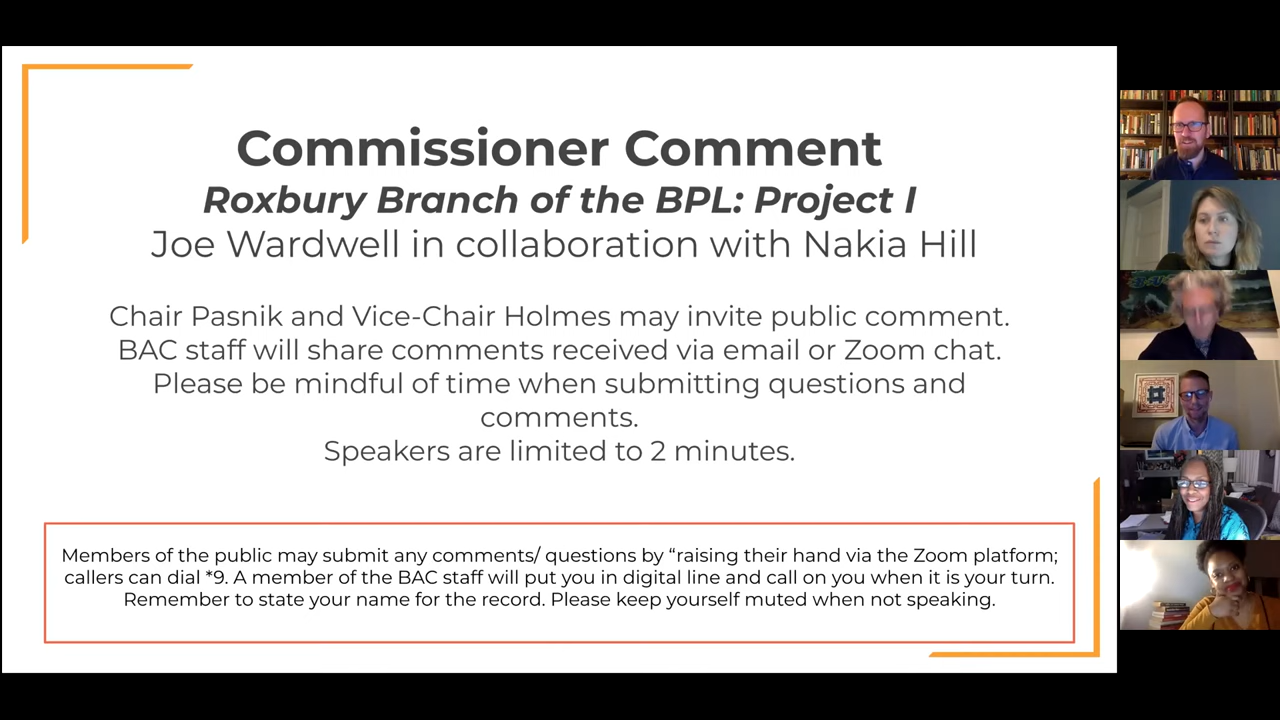 Commissioner Comment
Roxbury Branch of the BPL: Project I
Joe Wardwell in collaboration with Nakia Hill
Chair Pasnik and Vice-Chair Holmes may invite public comment.
BAC staff will share comments received via email or Zoom chat.
Please be mindful of time when submitting questions and
comments.
Speakers are limited to 2 minutes.
Members of the public may submit any comments/ questions by “raising their hand via the Zoom platform;
callers can dial *9. A member of the BAC staff will put you in digital line and call on you when it is your turn.
Remember to state your name for the record. Please keep yourself muted when not speaking.